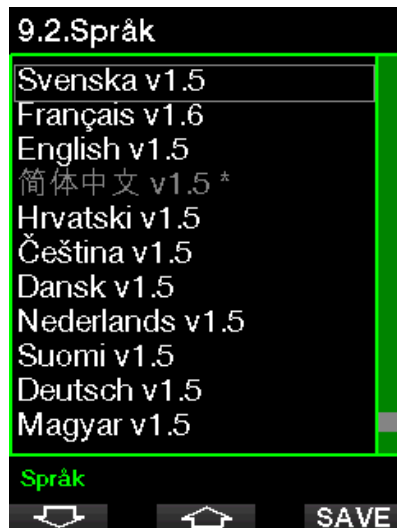 9.2.Språk
Svenska v1.5
Français v1.6
English v1.5
简体中文 v1.5 *
Hrvatski v1.5
Čeština v1.5
Dansk v1.5
Nederlands v1.5
Suomi v1.5
Deutsch v1.5
Magyar v1.5
Språk
SAVE